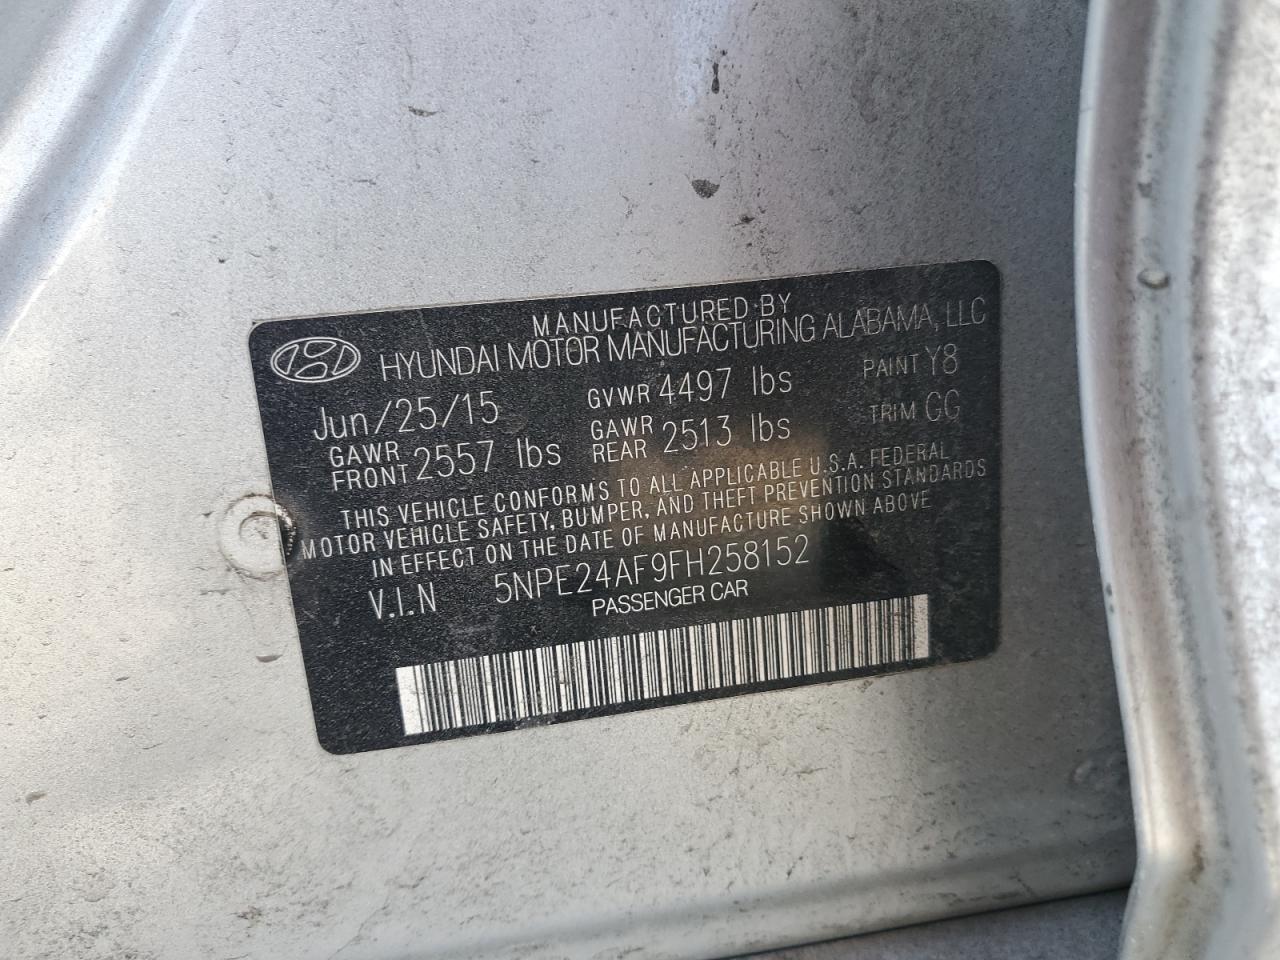 MANUFACTURED BY
HYUNDAI MOTOR MANUFACTURING ALABAMA, LLC
Jun/25/15 GVWR 4497 lbs PAINT Y8
GAWR FRONT 2557 lbs GAWR REAR 2513 lbs TRIM GG
THIS VEHICLE CONFORMS TO ALL APPLICABLE U.S.A. FEDERAL
MOTOR VEHICLE SAFETY, BUMPER, AND THEFT PREVENTION STANDARDS
IN EFFECT ON THE DATE OF MANUFACTURE SHOWN ABOVE
V.I.N 5NPE24AF9FH258152
PASSENGER CAR